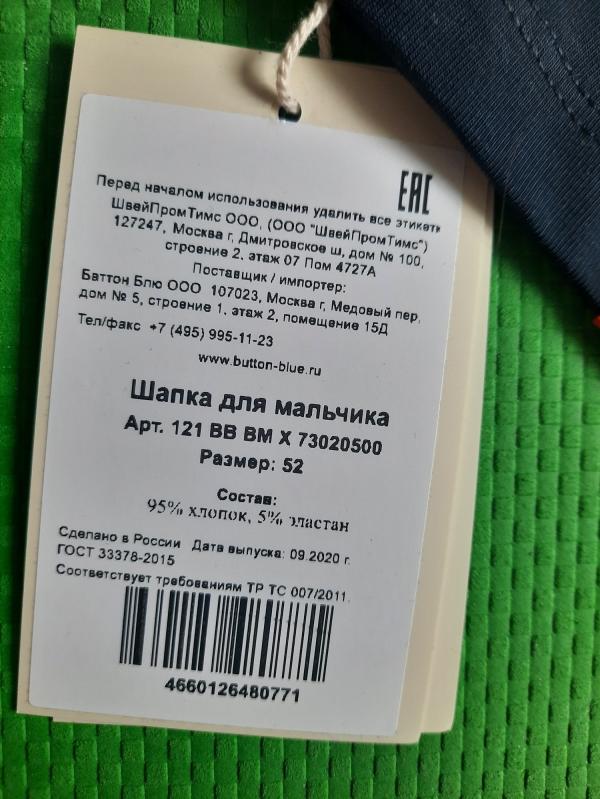 EAC
Перед началом использования удалить все этикетк
ШвейПромТимс ООО, (ООО "ШвейПромТимс")
127247, Москва г, Дмитровское ш, дом № 100,
строение 2, этаж 07 Пом 4727А
Поставщик / импортер:
Баттон Блю ООО 107023, Москва г, Медовый пер,
дом № 5, строение 1, этаж 2, помещение 15Д
Тел/факс +7 (495) 995-11-23
www.button-blue.ru
Шапка для мальчика
Арт. 121 BB BM X 73020500
Размер: 52
Состав:
95% хлопок, 5% эластан
Сделано в России Дата выпуска: 09.2020 г.
ГОСТ 33378-2015
Соответствует требованиям ТР ТС 007/2011.
4660126480771